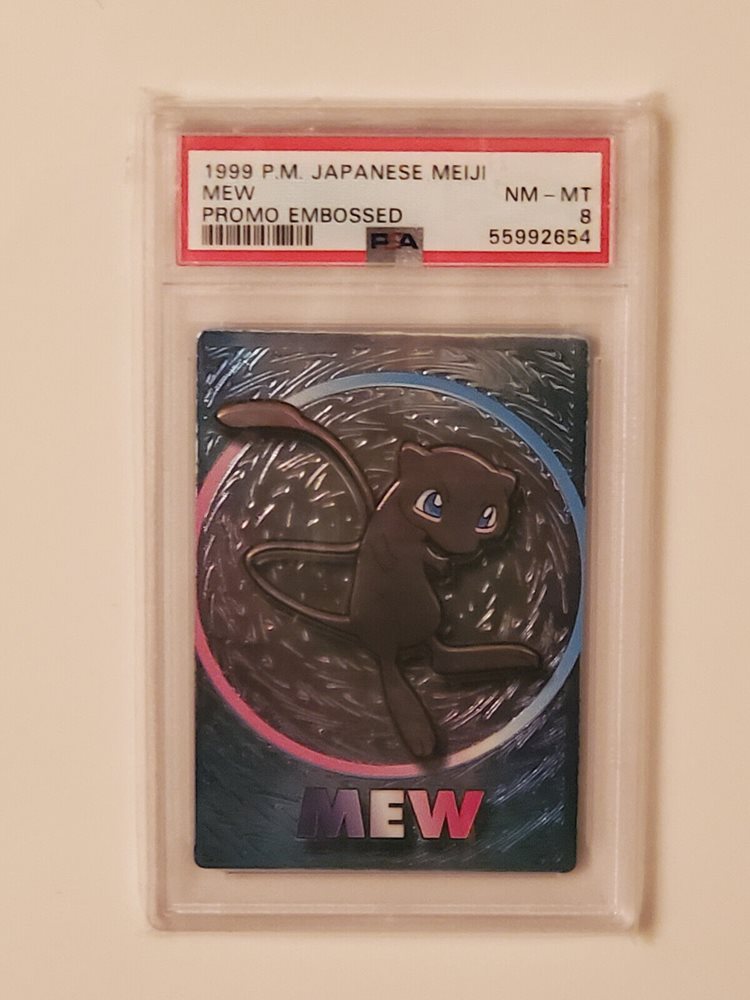 1999 P.M. JAPANESE MEIJI
MEW NM - MT
PROMO EMBOSSED 8
PSA 55992654
MEW